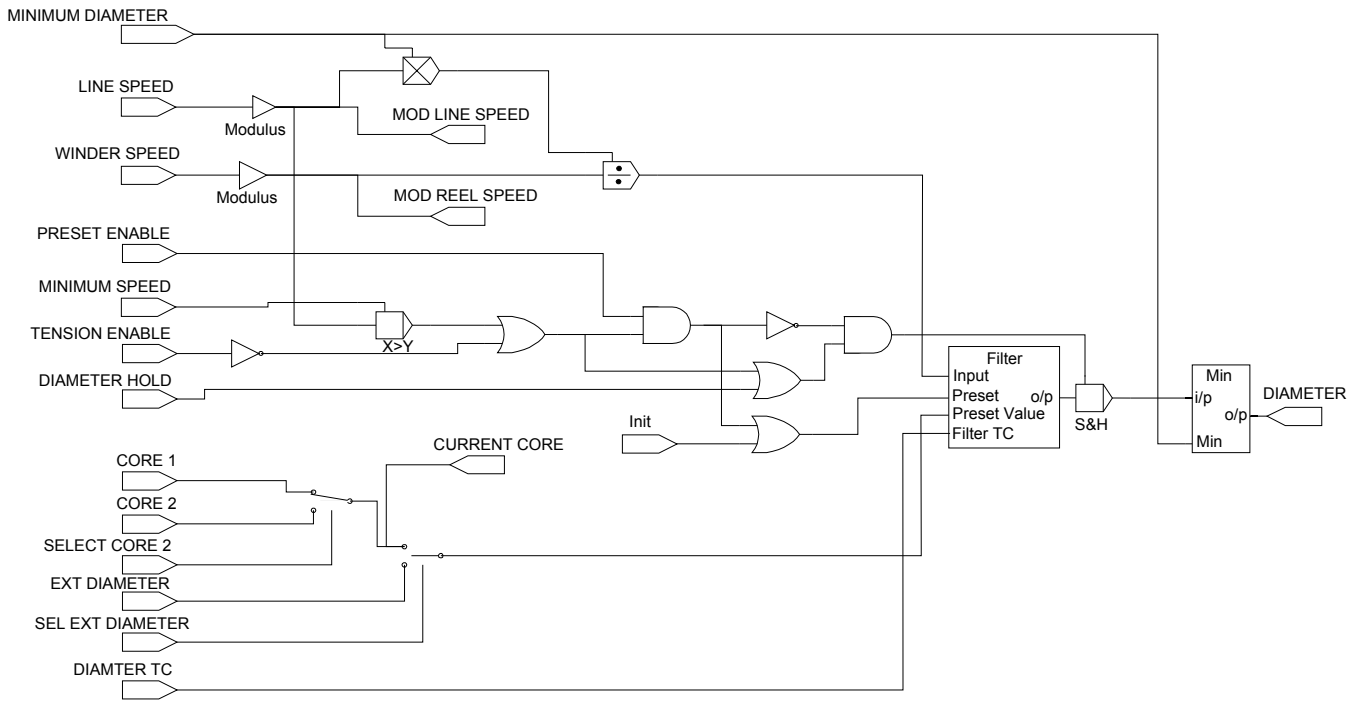 MINIMUM DIAMETER
LINE SPEED
Modulus
MOD LINE SPEED
WINDER SPEED
Modulus
MOD REEL SPEED
PRESET ENABLE
MINIMUM SPEED
TENSION ENABLE
X>Y
DIAMETER HOLD
Init
Filter
Input
Preset
o/p
Preset Value
Filter TC
S&H
Min
i/p
o/p
Min
DIAMETER
CURRENT CORE
CORE 1
CORE 2
SELECT CORE 2
EXT DIAMETER
SEL EXT DIAMETER
DIAMTER TC